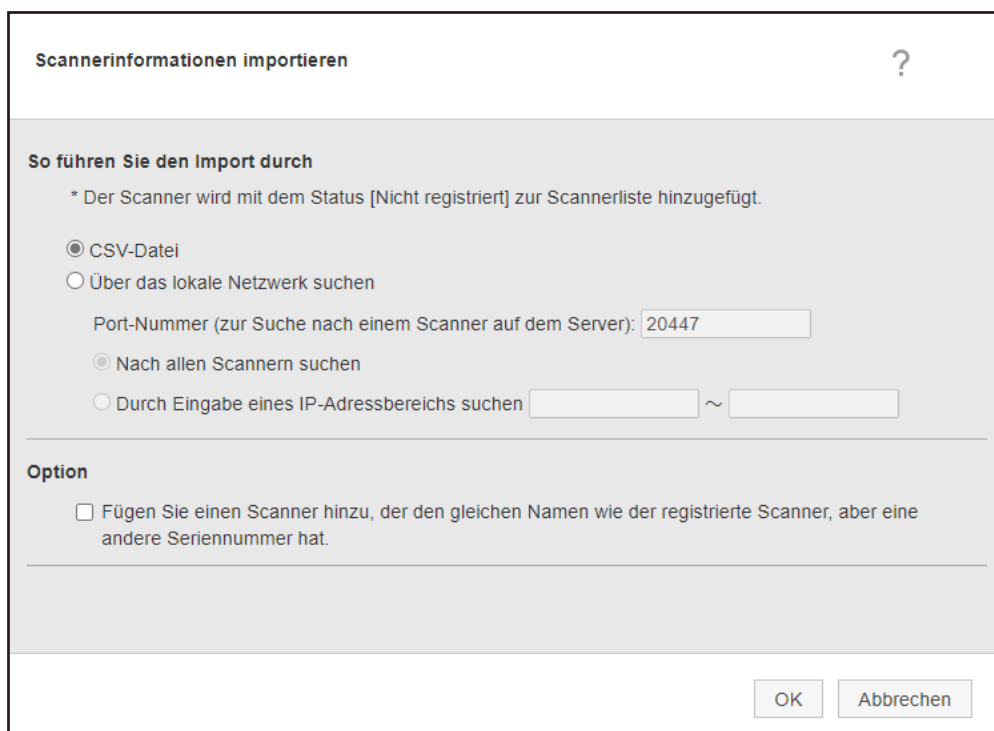 Scannerinformationen importieren
?
So führen Sie den Import durch
* Der Scanner wird mit dem Status [Nicht registriert] zur Scannerliste hinzugefügt.
CSV-Datei
Über das lokale Netzwerk suchen
Port-Nummer (zur Suche nach einem Scanner auf dem Server): 20447
Nach allen Scannern suchen
Durch Eingabe eines IP-Adressbereichs suchen ~
Option
Fügen Sie einen Scanner hinzu, der den gleichen Namen wie der registrierte Scanner, aber eine
andere Seriennummer hat.
OK Abbrechen